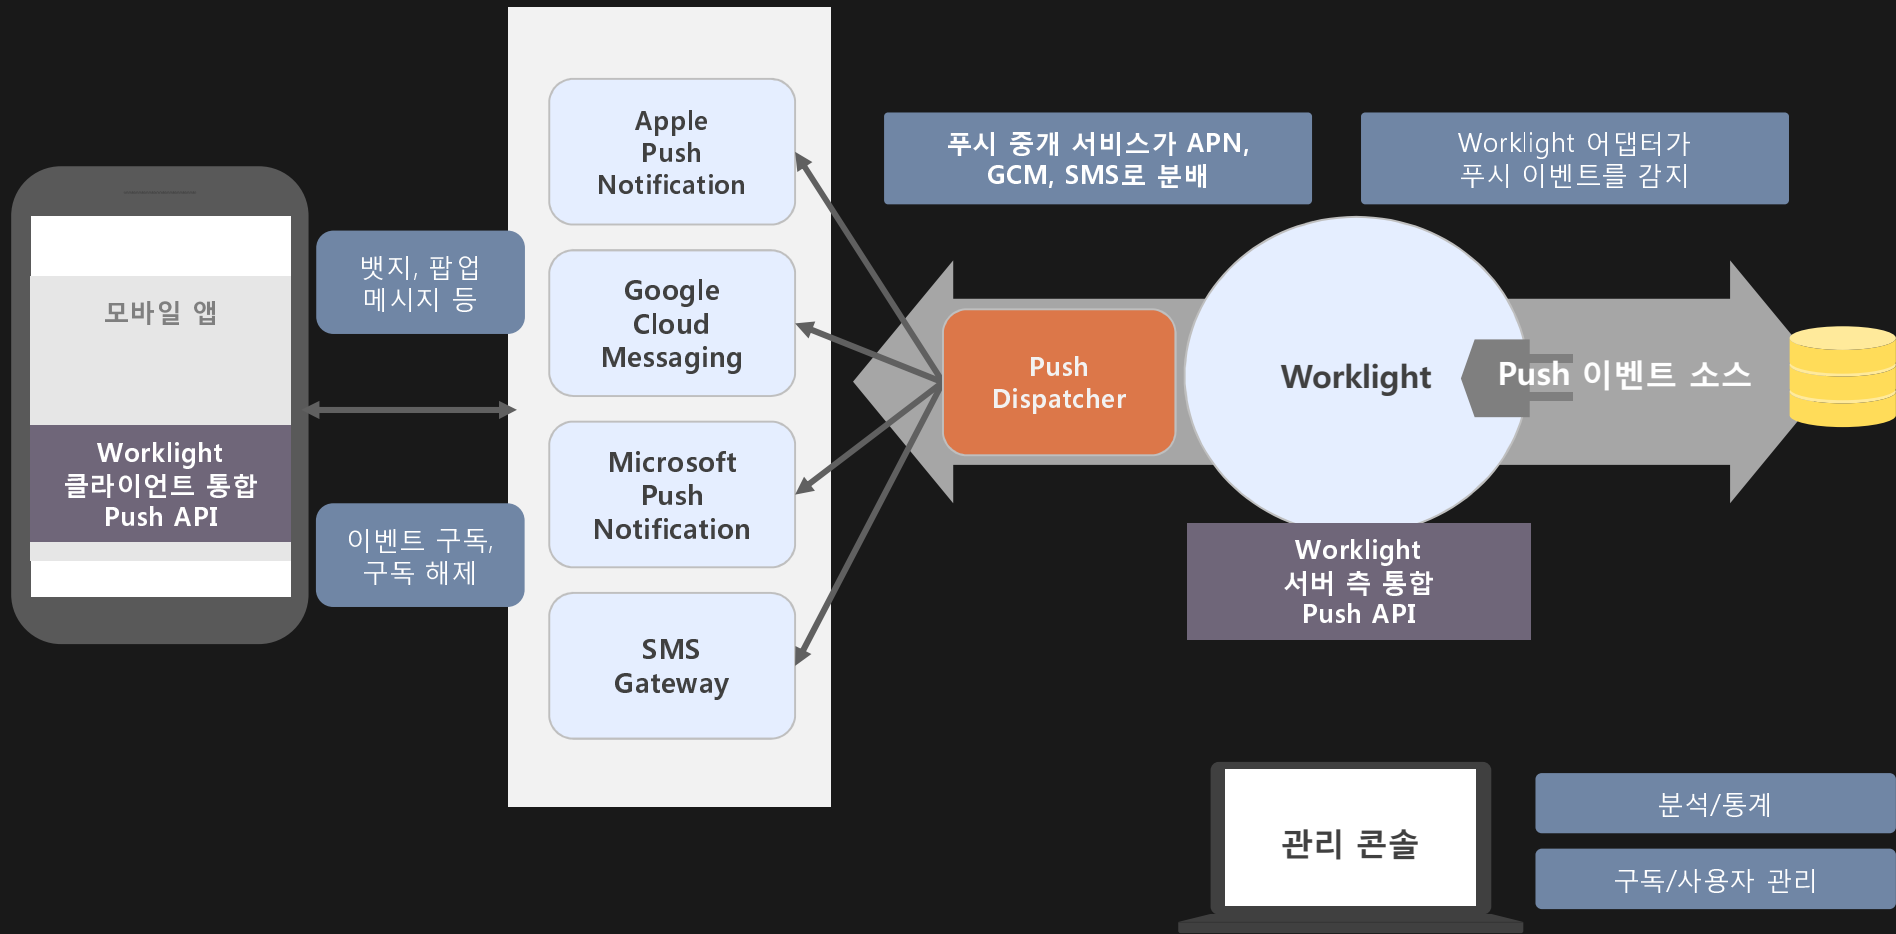 모바일 앱
Worklight
클라이언트 통합
Push API
뱃지, 팝업
메시지 등
이벤트 구독,
구독 해제
Apple
Push
Notification
Google
Cloud
Messaging
Microsoft
Push
Notification
SMS
Gateway
푸시 중개 서비스가 APN,
GCM, SMS로 분배
Worklight 어댑터가
푸시 이벤트를 감지
Push
Dispatcher
Worklight
Push 이벤트 소스
Worklight
서버 측 통합
Push API
관리 콘솔
분석/통계
구독/사용자 관리